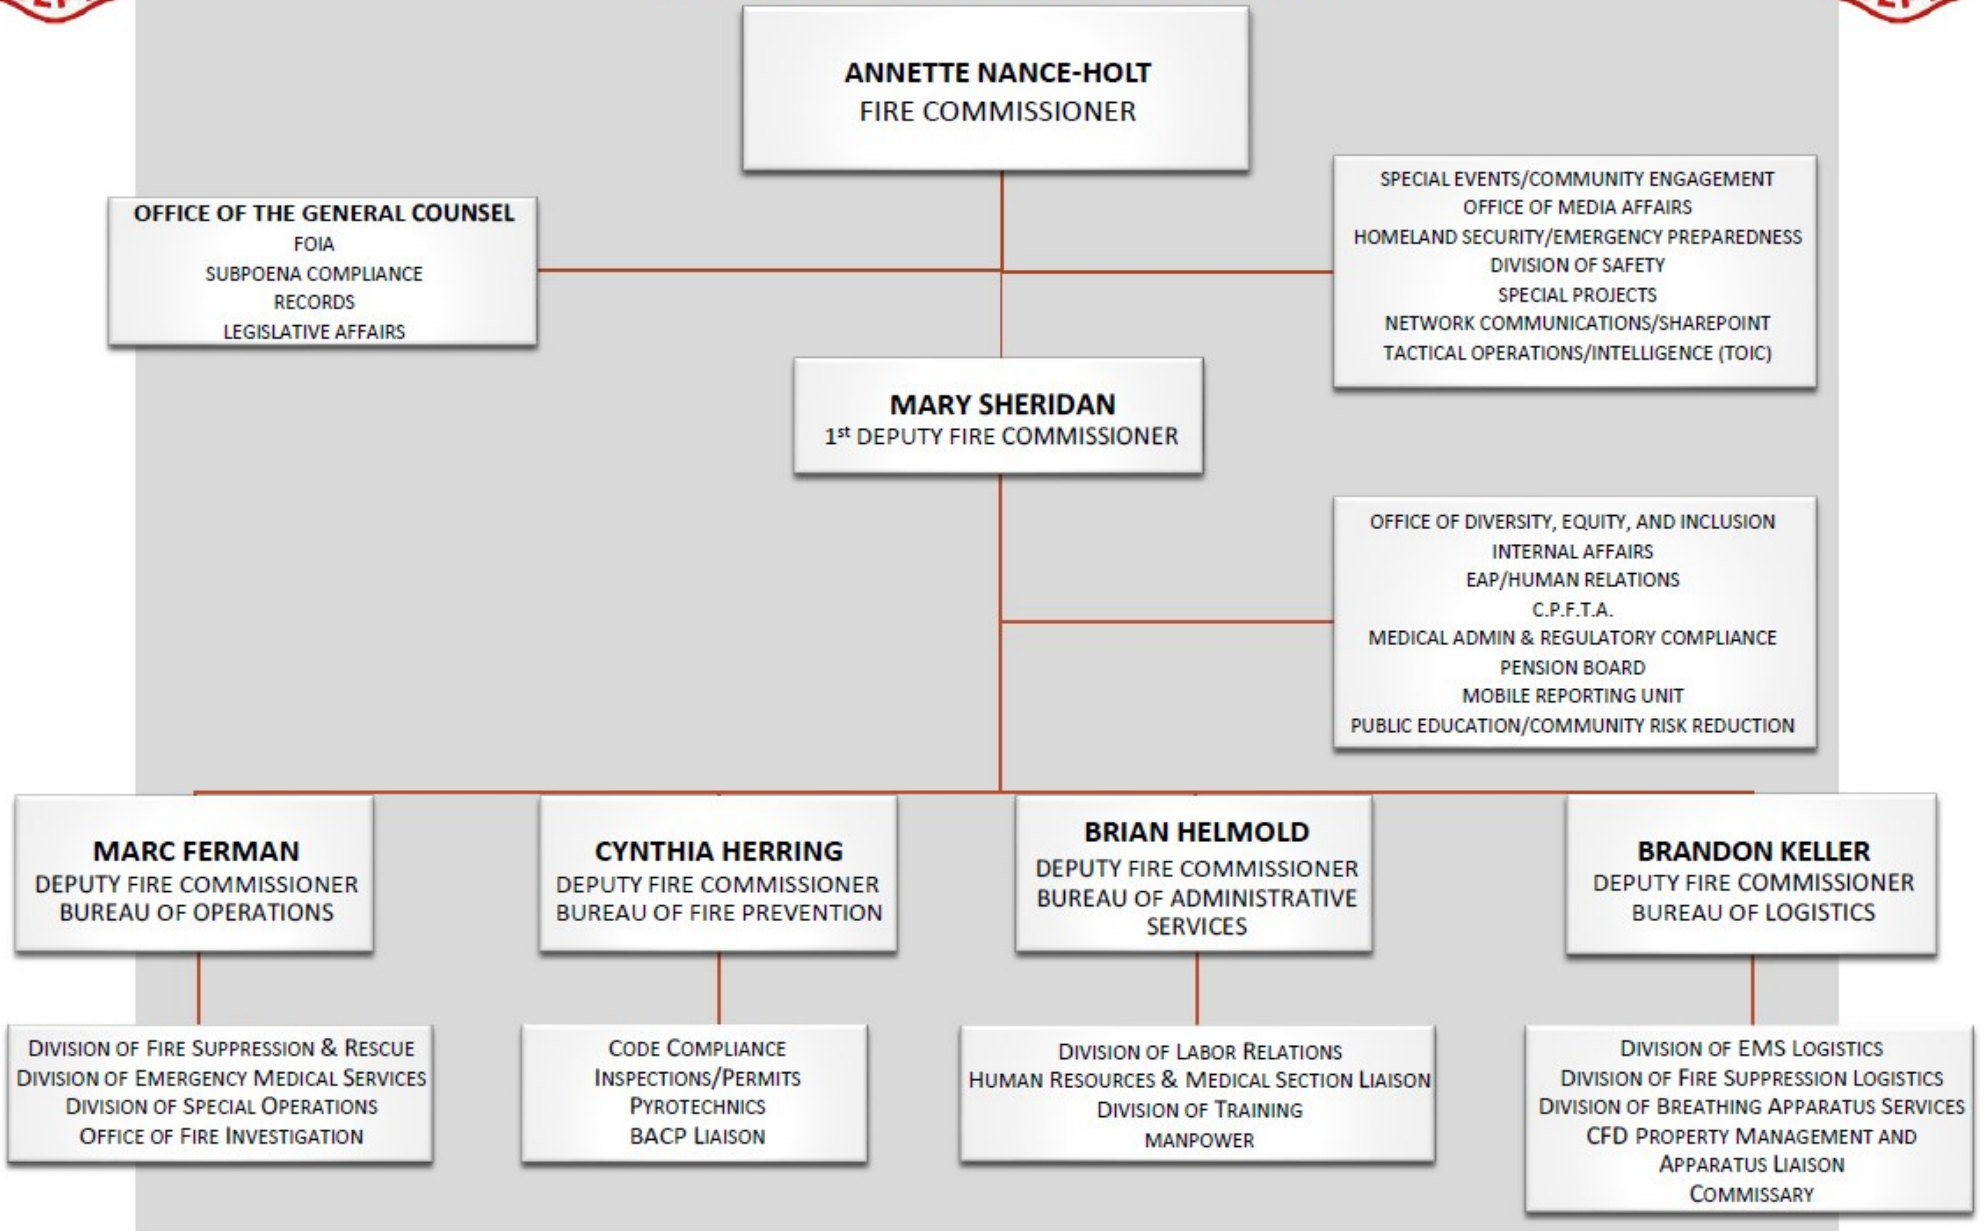 ANNETTE NANCE-HOLT
FIRE COMMISSIONER
OFFICE OF THE GENERAL COUNSEL
FOIA
SUBPOENA COMPLIANCE
RECORDS
LEGISLATIVE AFFAIRS
SPECIAL EVENTS/COMMUNITY ENGAGEMENT
OFFICE OF MEDIA AFFAIRS
HOMELAND SECURITY/EMERGENCY PREPAREDNESS
DIVISION OF SAFETY
SPECIAL PROJECTS
NETWORK COMMUNICATIONS/SHAREPOINT
TACTICAL OPERATIONS/INTELLIGENCE (TOIC)
MARY SHERIDAN
1st DEPUTY FIRE COMMISSIONER
OFFICE OF DIVERSITY, EQUITY, AND INCLUSION
INTERNAL AFFAIRS
EAP/HUMAN RELATIONS
C.P.F.T.A.
MEDICAL ADMIN & REGULATORY COMPLIANCE
PENSION BOARD
MOBILE REPORTING UNIT
PUBLIC EDUCATION/COMMUNITY RISK REDUCTION
MARC FERMAN
DEPUTY FIRE COMMISSIONER
BUREAU OF OPERATIONS
CYNTHIA HERRING
DEPUTY FIRE COMMISSIONER
BUREAU OF FIRE PREVENTION
BRIAN HELMOLD
DEPUTY FIRE COMMISSIONER
BUREAU OF ADMINISTRATIVE
SERVICES
BRANDON KELLER
DEPUTY FIRE COMMISSIONER
BUREAU OF LOGISTICS
DIVISION OF FIRE SUPPRESSION & RESCUE
DIVISION OF EMERGENCY MEDICAL SERVICES
DIVISION OF SPECIAL OPERATIONS
OFFICE OF FIRE INVESTIGATION
CODE COMPLIANCE
INSPECTIONS/PERMITS
PYROTECHNICS
BACP LIAISON
DIVISION OF LABOR RELATIONS
HUMAN RESOURCES & MEDICAL SECTION LIAISON
DIVISION OF TRAINING
MANPOWER
DIVISION OF EMS LOGISTICS
DIVISION OF FIRE SUPPRESSION LOGISTICS
DIVISION OF BREATHING APPARATUS SERVICES
CFD PROPERTY MANAGEMENT AND
APPARATUS LIAISON
COMMISSARY